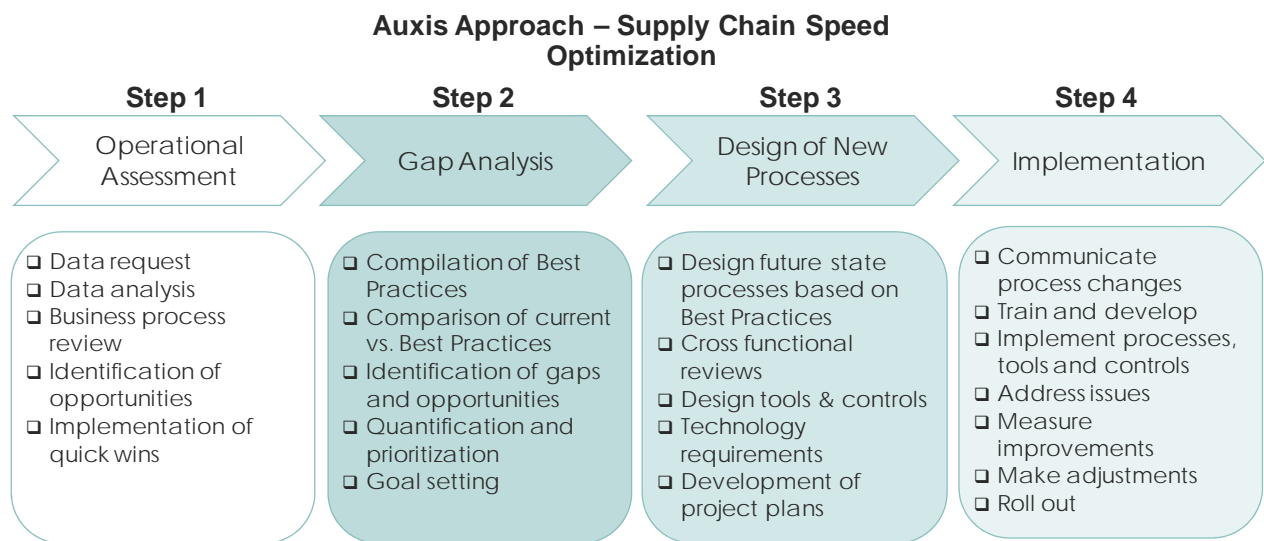 Auxis Approach – Supply Chain Speed
Optimization
Step 1
Step 2
Step 3
Step 4
Operational
Assessment
Gap Analysis
Design of New
Processes
Implementation
❑ Data request
❑ Data analysis
❑ Business process
review
❑ Identification of
opportunities
❑ Implementation of
quick wins
❑ Compilation of Best
Practices
❑ Comparison of current
vs. Best Practices
❑ Identification of gaps
and opportunities
❑ Quantification and
prioritization
❑ Goal setting
❑ Design future state
processes based on
Best Practices
❑ Cross functional
reviews
❑ Design tools & controls
❑ Technology
requirements
❑ Development of
project plans
❑ Communicate
process changes
❑ Train and develop
❑ Implement processes,
tools and controls
❑ Address issues
❑ Measure
improvements
❑ Make adjustments
❑ Roll out